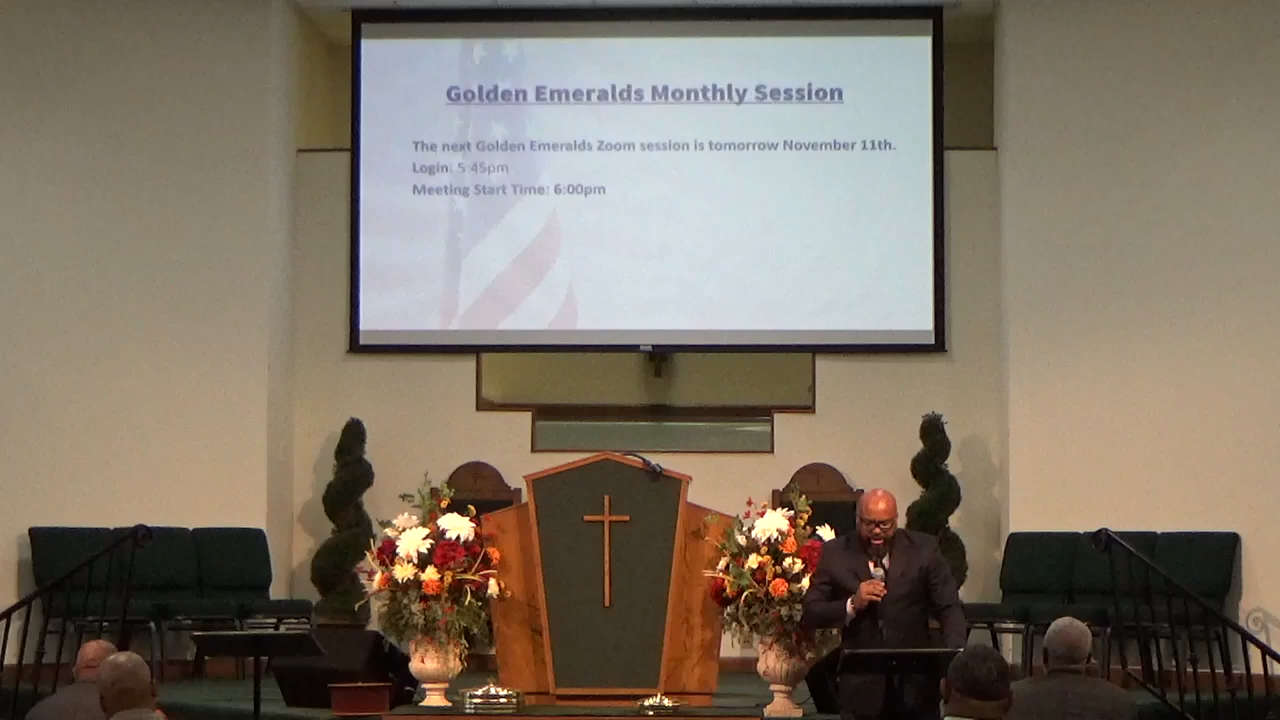 Golden Emeralds Monthly Session
The next Golden Emeralds Zoom session is tomorrow November 11th.
Login: 5:45pm
Meeting Start Time: 6:00pm